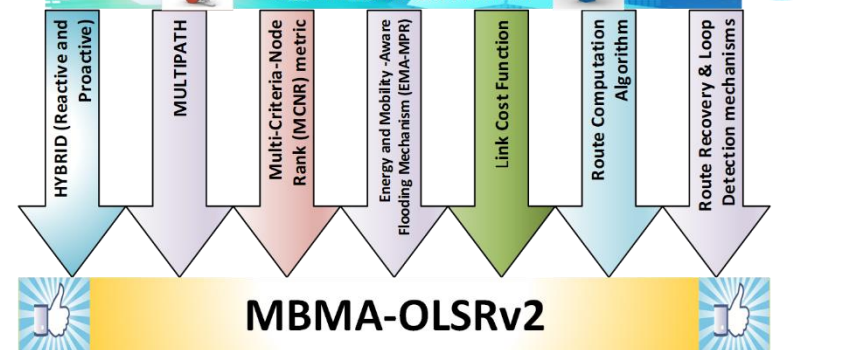 HYBRID (Reactive and
Proactive)
MULTIPATH
Multi-Criteria-Node
Rank (MCNR) metric
Energy and Mobility -Aware
Flooding Mechanism (EMA-MPR)
Link Cost Function
Route Computation
Algorithm
Route Recovery & Loop
Detection mechanisms
MBMA-OLSRv2